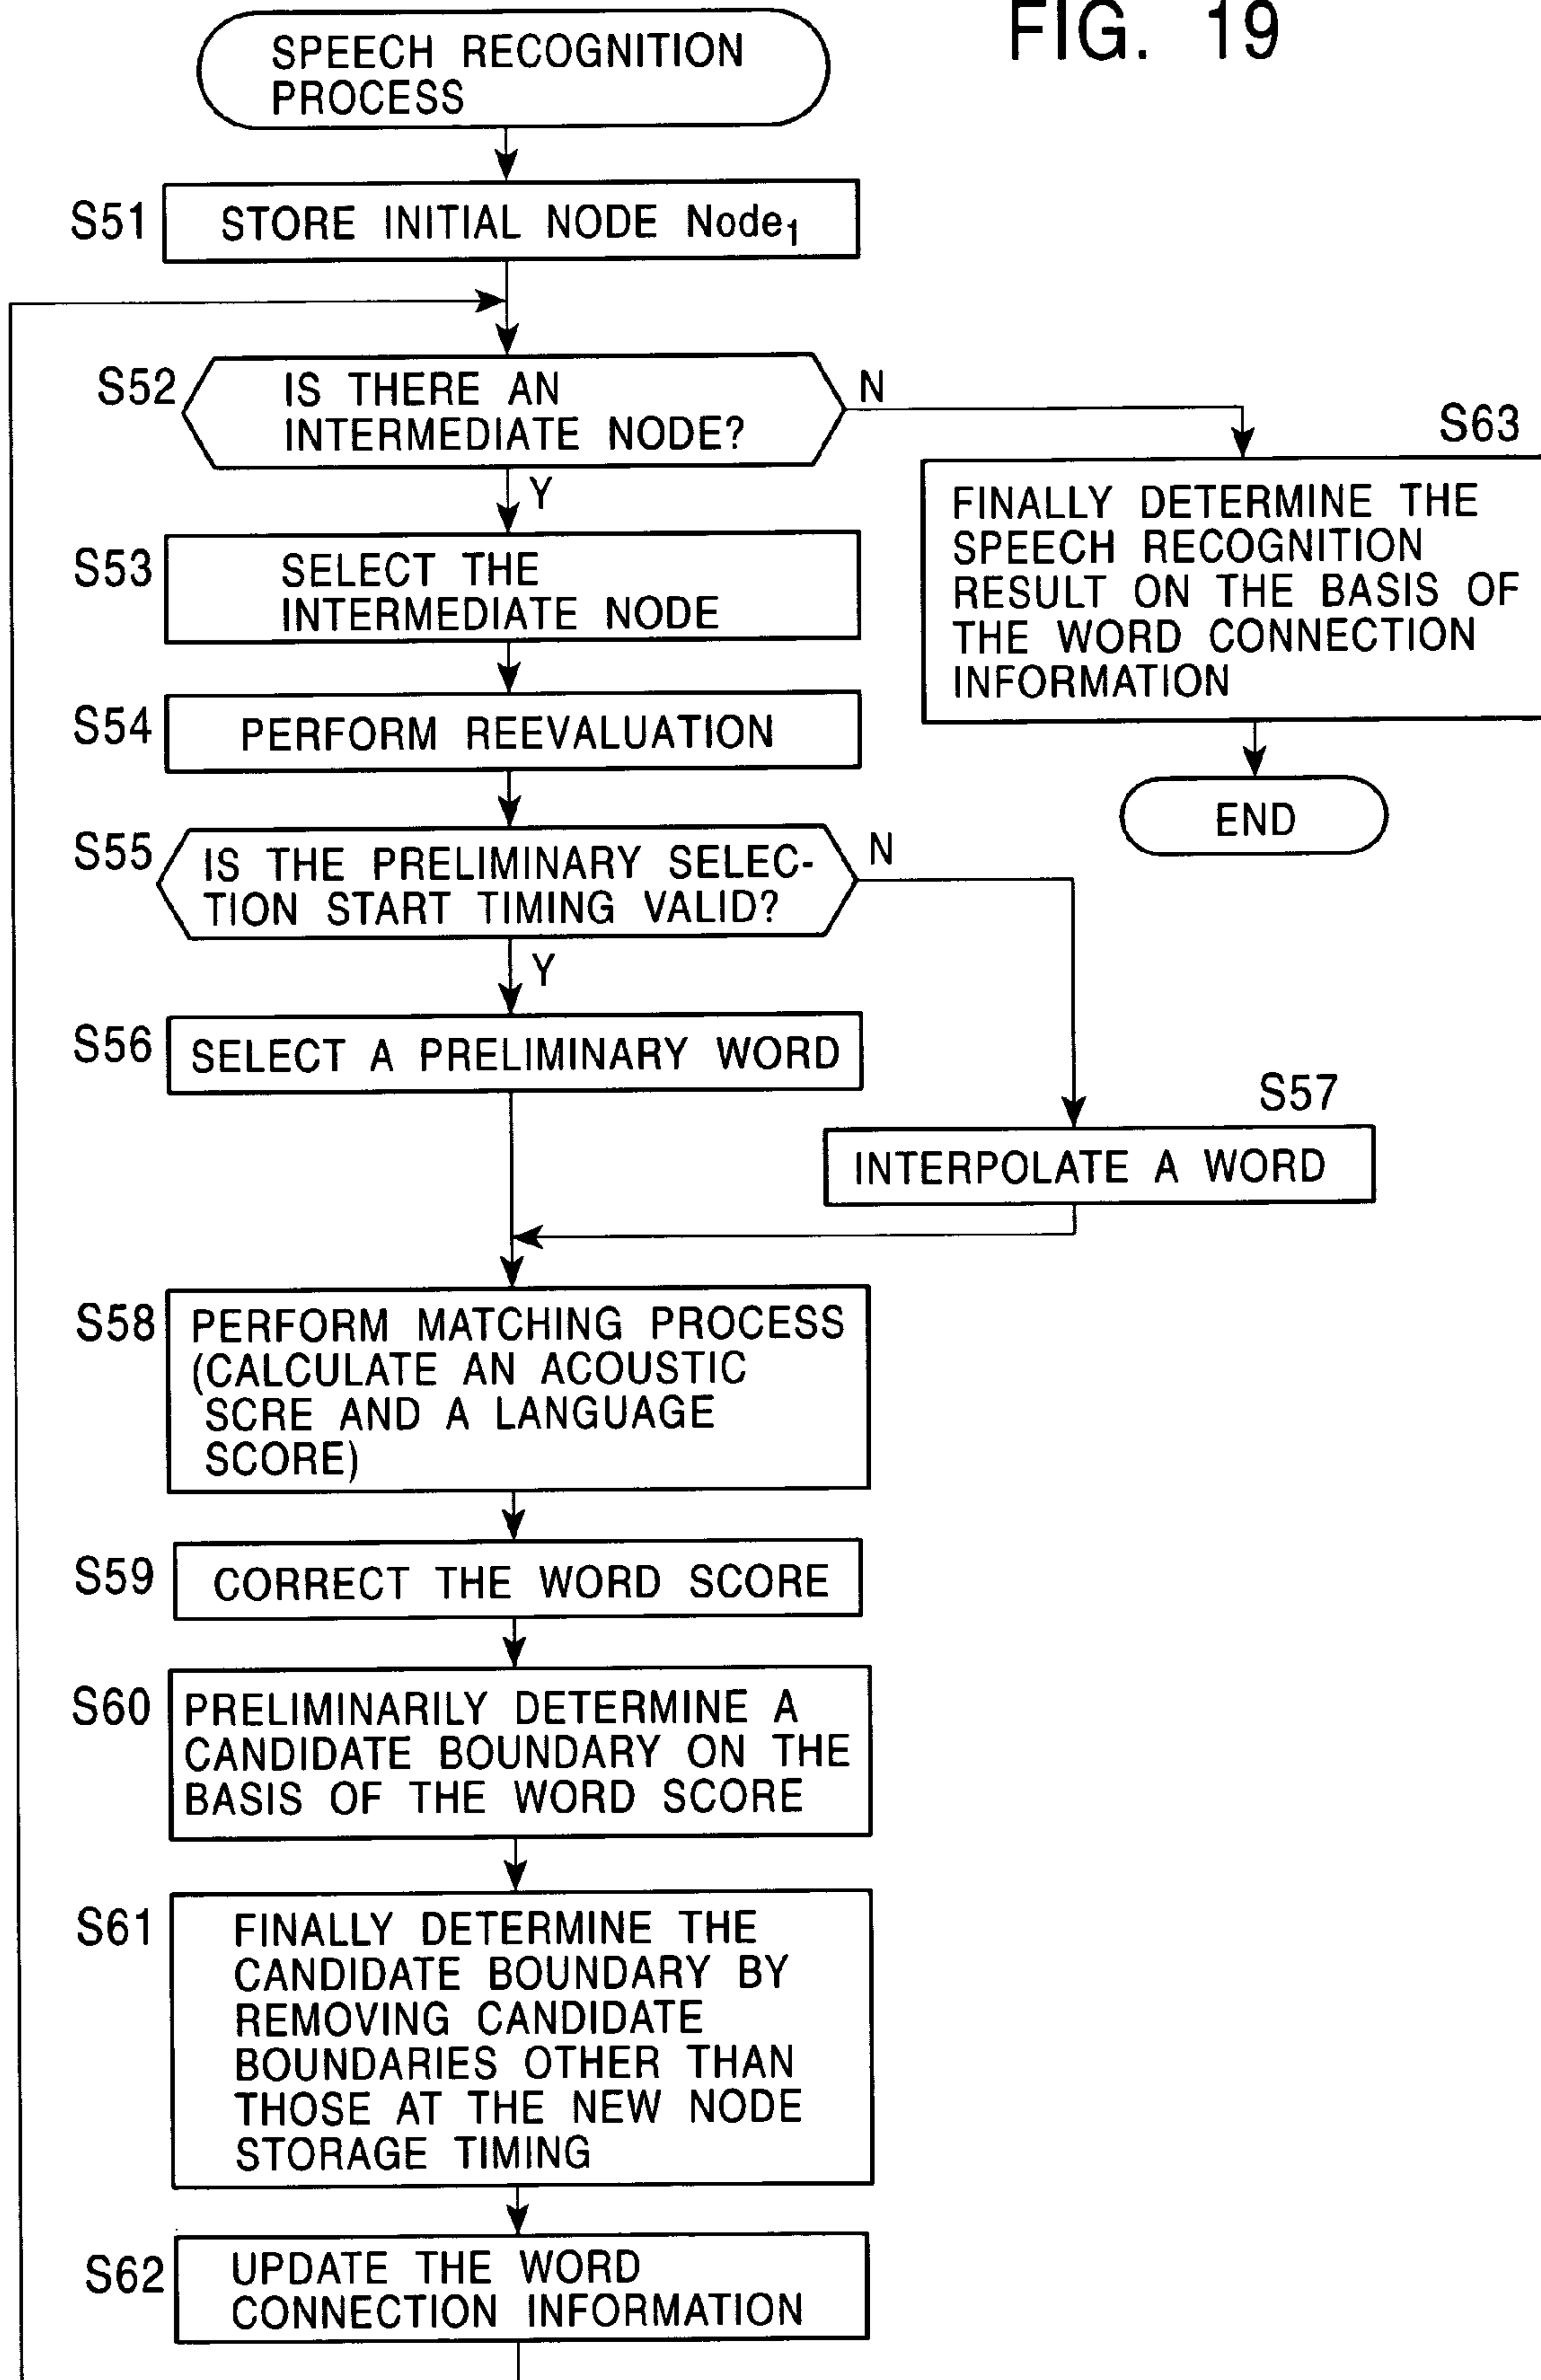 FIG. 19
SPEECH RECOGNITION
PROCESS
S51
STORE INITIAL NODE Node₁
S52
IS THERE AN
INTERMEDIATE NODE?
N
Y
S63
FINALLY DETERMINE THE
SPEECH RECOGNITION
RESULT ON THE BASIS OF
THE WORD CONNECTION
INFORMATION
END
S53
SELECT THE
INTERMEDIATE NODE
S54
PERFORM REEVALUATION
S55
IS THE PRELIMINARY SELEC-
TION START TIMING VALID?
N
Y
S56
SELECT A PRELIMINARY WORD
S57
INTERPOLATE A WORD
S58
PERFORM MATCHING PROCESS
(CALCULATE AN ACOUSTIC
SCRE AND A LANGUAGE
SCORE)
S59
CORRECT THE WORD SCORE
S60
PRELIMINARILY DETERMINE A
CANDIDATE BOUNDARY ON THE
BASIS OF THE WORD SCORE
S61
FINALLY DETERMINE THE
CANDIDATE BOUNDARY BY
REMOVING CANDIDATE
BOUNDARIES OTHER THAN
THOSE AT THE NEW NODE
STORAGE TIMING
S62
UPDATE THE WORD
CONNECTION INFORMATION